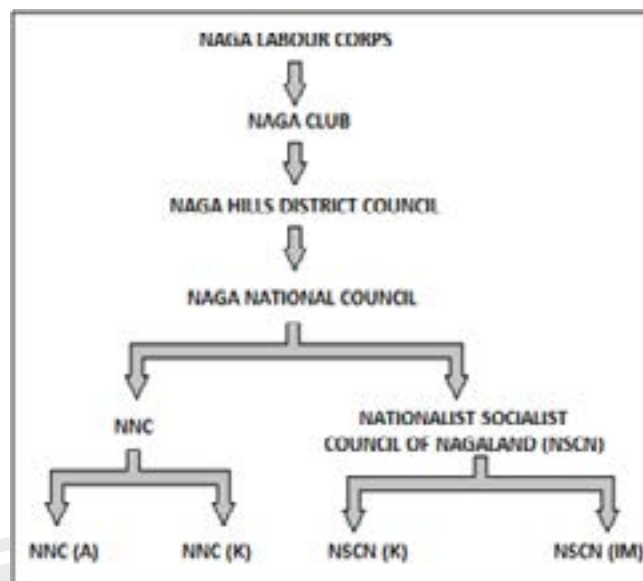 NAGA LABOUR CORPS
NAGA CLUB
NAGA HILLS DISTRICT COUNCIL
NAGA NATIONAL COUNCIL
NNC
NATIONALIST SOCIALIST
COUNCIL OF NAGALAND (NSCN)
NNC (A)
NNC (K)
NSCN (K)
NSCN (IM)